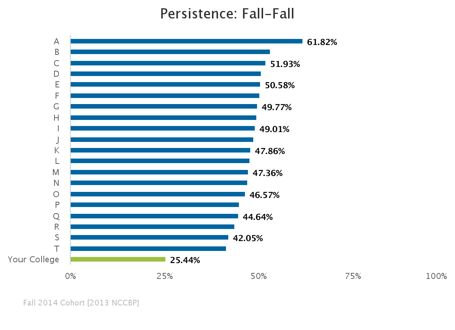 Persistence: Fall-Fall
A 61.82%
B
C 51.93%
D
E 50.58%
F
G 49.77%
H
I 49.01%
J
K 47.86%
L
M 47.36%
N
O 46.57%
P
Q 44.64%
R
S 42.05%
T
Your College 25.44%
0% 25% 50% 75% 100%
Fall 2014 Cohort [2013 NCCBP]